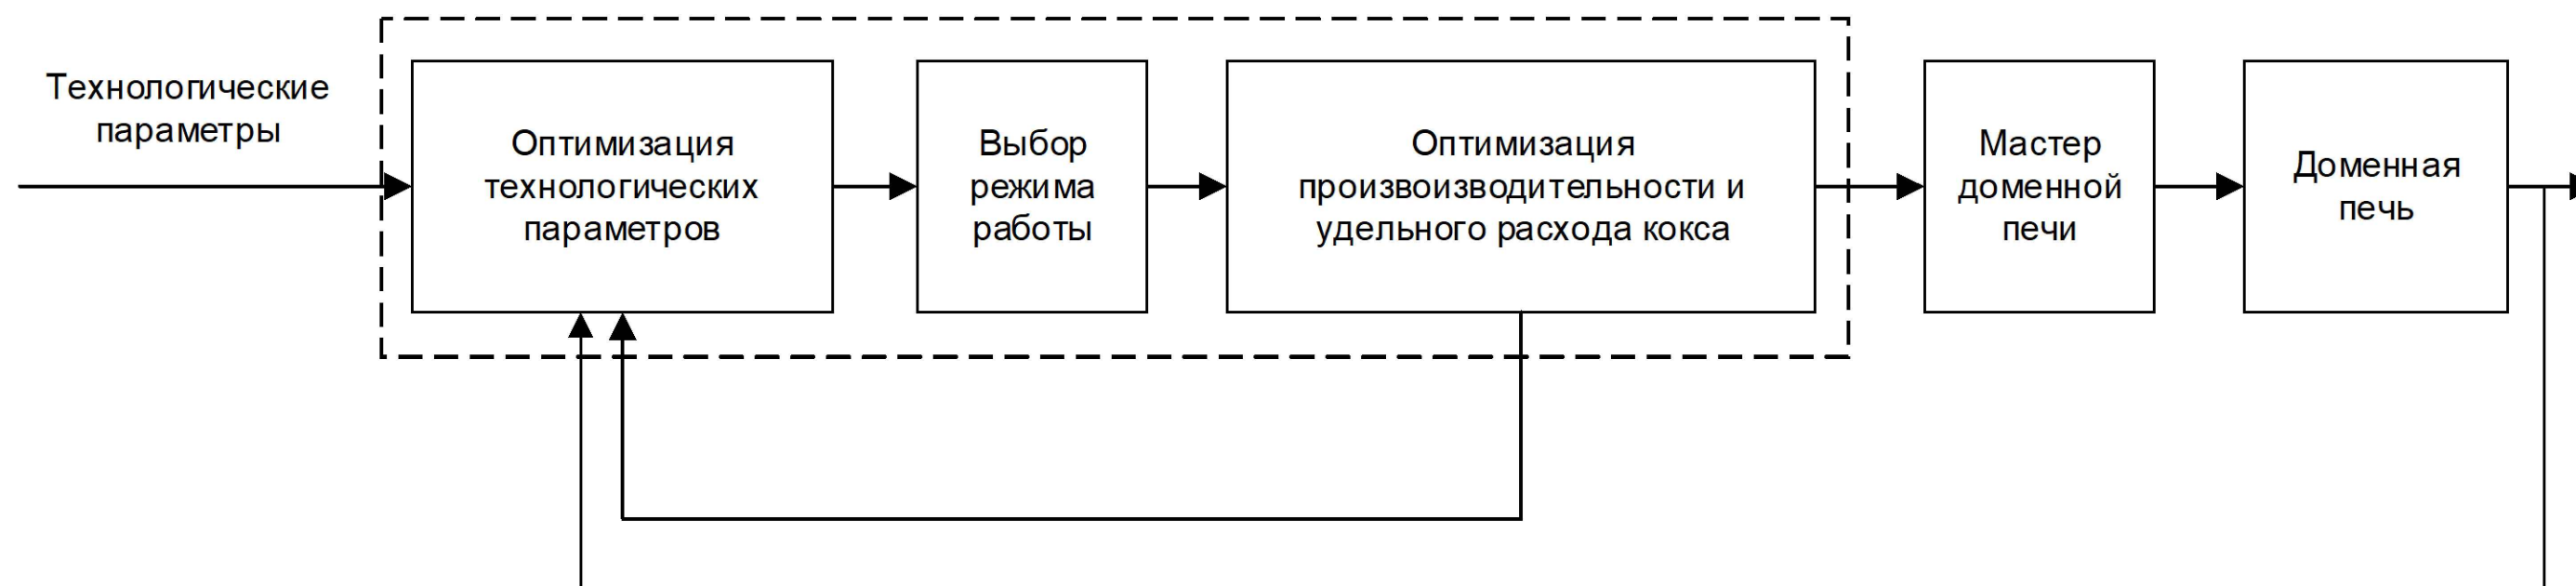 Технологические
параметры
Оптимизация
технологических
параметров
Выбор
режима
работы
Оптимизация
произвоизводительности и
удельного расхода кокса
Мастер
доменной
печи
Доменная
печь